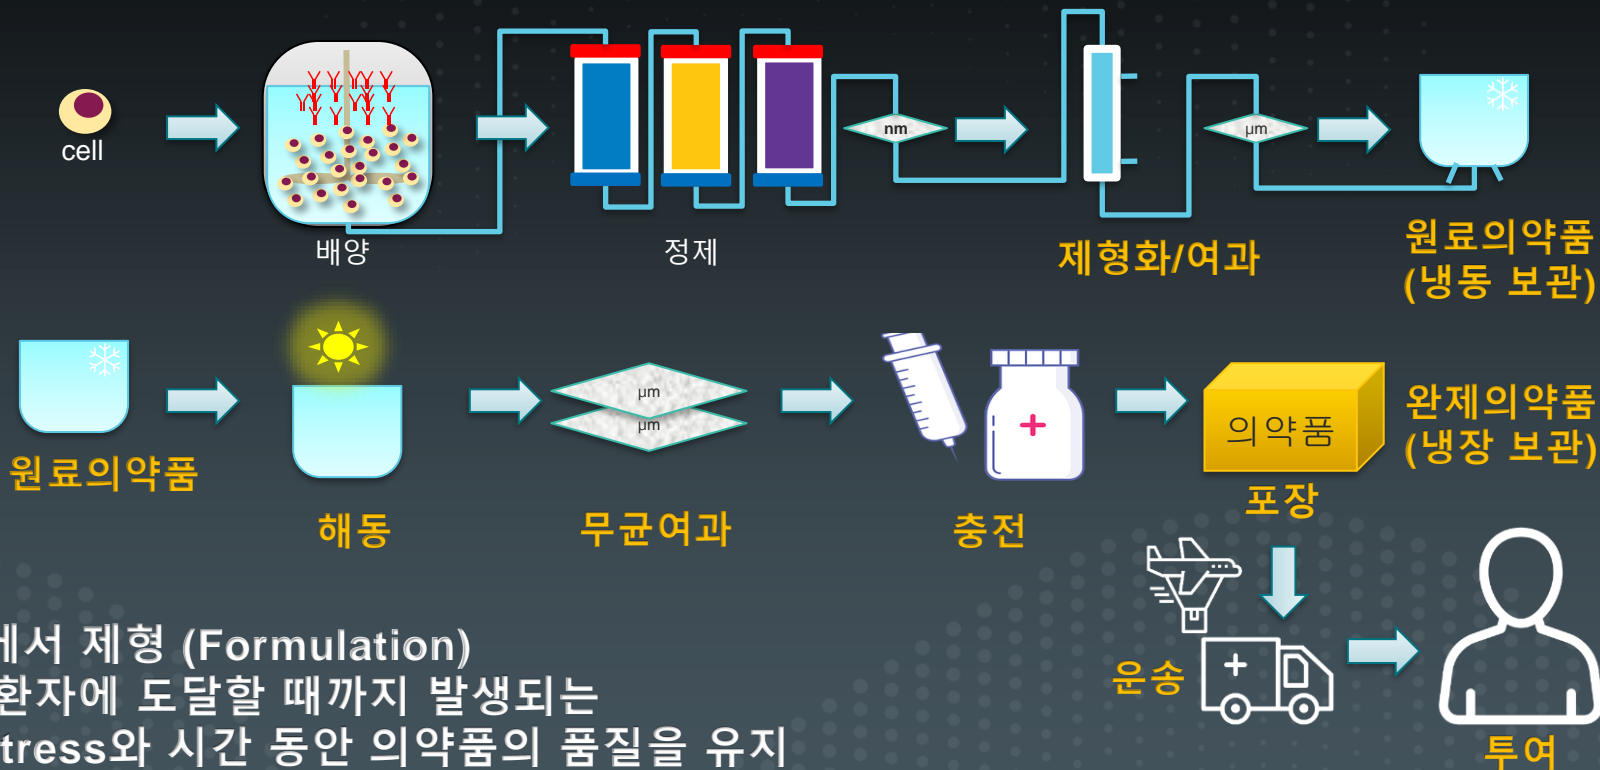 cell
배양
정제
nm
제형화/여과
µm
원료의약품
(냉동 보관)
원료의약품
해동
µm
µm
무균여과
충전
의약품
포장
완제의약품
(냉장 보관)
운송
투여
에서 제형 (Formulation)
환자에 도달할 때까지 발생되는
tress와 시간 동안 의약품의 품질을 유지